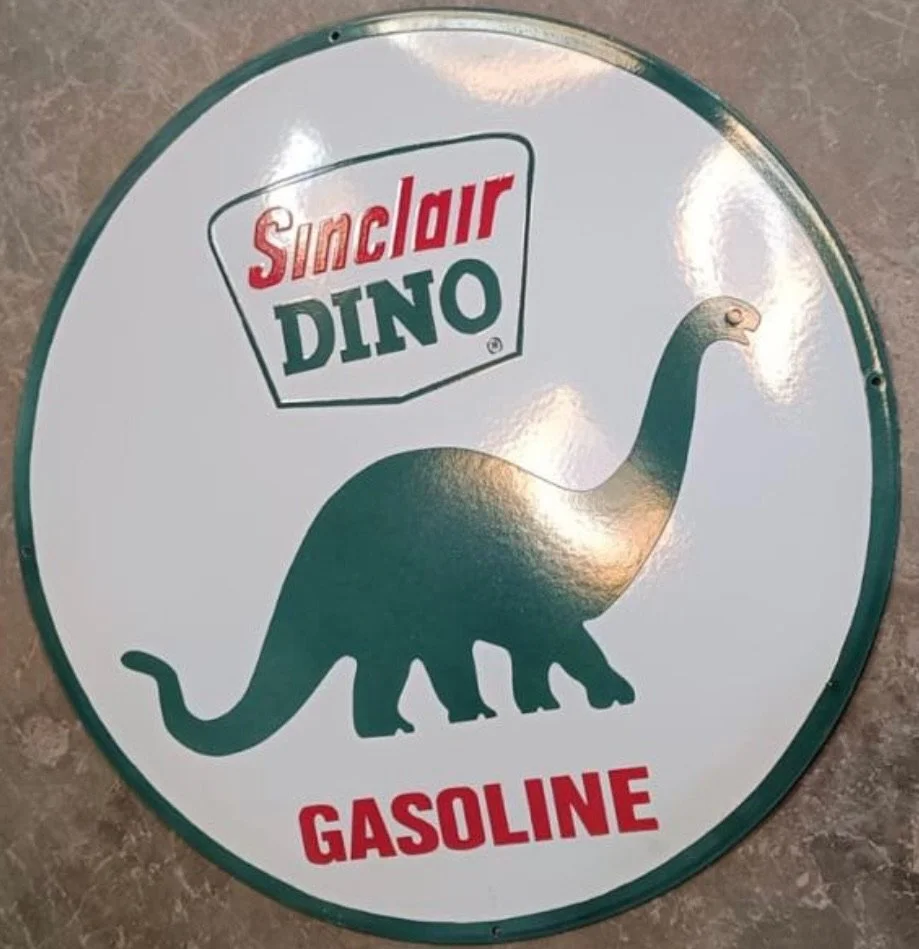 Sinclair
DINO
®
GASOLINE